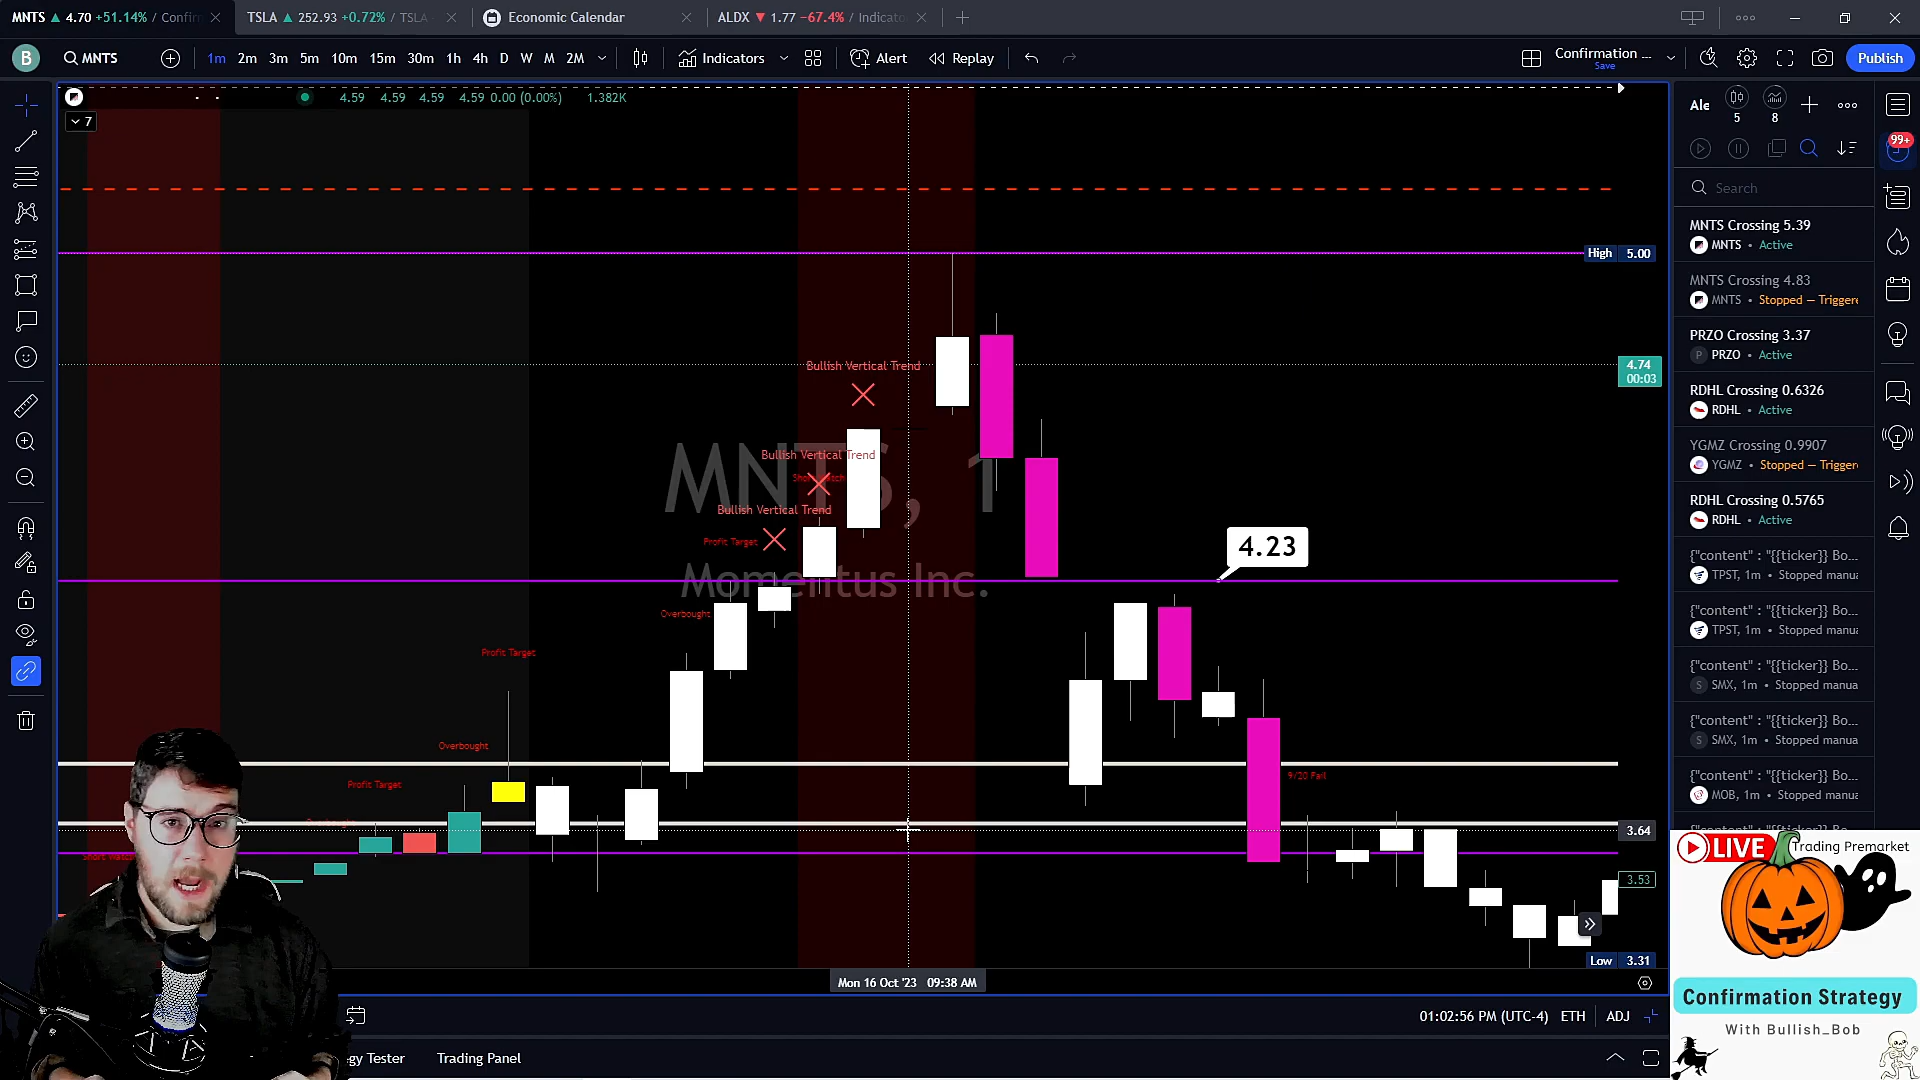 MNTS ▲ 4.70 +51.14% / Confirm
TSLA ▲ 252.93 +0.72% / TSLA
Economic Calendar
ALDX ▼ 1.77 −67.4% / Indicato
B
MNTS
1m 2m 3m 5m 10m 15m 30m 1h 4h D W M 2M
Indicators
Alert
Replay
Confirmation ...
Save
Publish
4.59 4.59 4.59 4.59 0.00 (0.00%) 1.382K
7
High 5.00
Bullish Vertical Trend
4.74
00:03
Bullish Vertical Trend
Bullish Vertical Trend
Profit Target
MNTS, 1
Momentus Inc.
4.23
Overbought
Profit Target
Overbought
Profit Target
9/20 Fail
3.64
3.53
Low 3.31
Mon 16 Oct '23 09:38 AM
01:02:56 PM (UTC-4) ETH ADJ
gy Tester
Trading Panel
Ale
5
8
99+
Search
MNTS Crossing 5.39
MNTS • Active
MNTS Crossing 4.83
MNTS • Stopped — Triggere
PRZO Crossing 3.37
P PRZO • Active
RDHL Crossing 0.6326
RDHL • Active
YGMZ Crossing 0.9907
YGMZ • Stopped — Triggere
RDHL Crossing 0.5765
RDHL • Active
{"content" : "{{ticker}} Bo...
TPST, 1m • Stopped manua
{"content" : "{{ticker}} Bo...
TPST, 1m • Stopped manua
{"content" : "{{ticker}} Bo...
S SMX, 1m • Stopped manua
{"content" : "{{ticker}} Bo...
S SMX, 1m • Stopped manua
{"content" : "{{ticker}} Bo...
MOB, 1m • Stopped manua
LIVE Trading Premarket
Confirmation Strategy
With Bullish_Bob